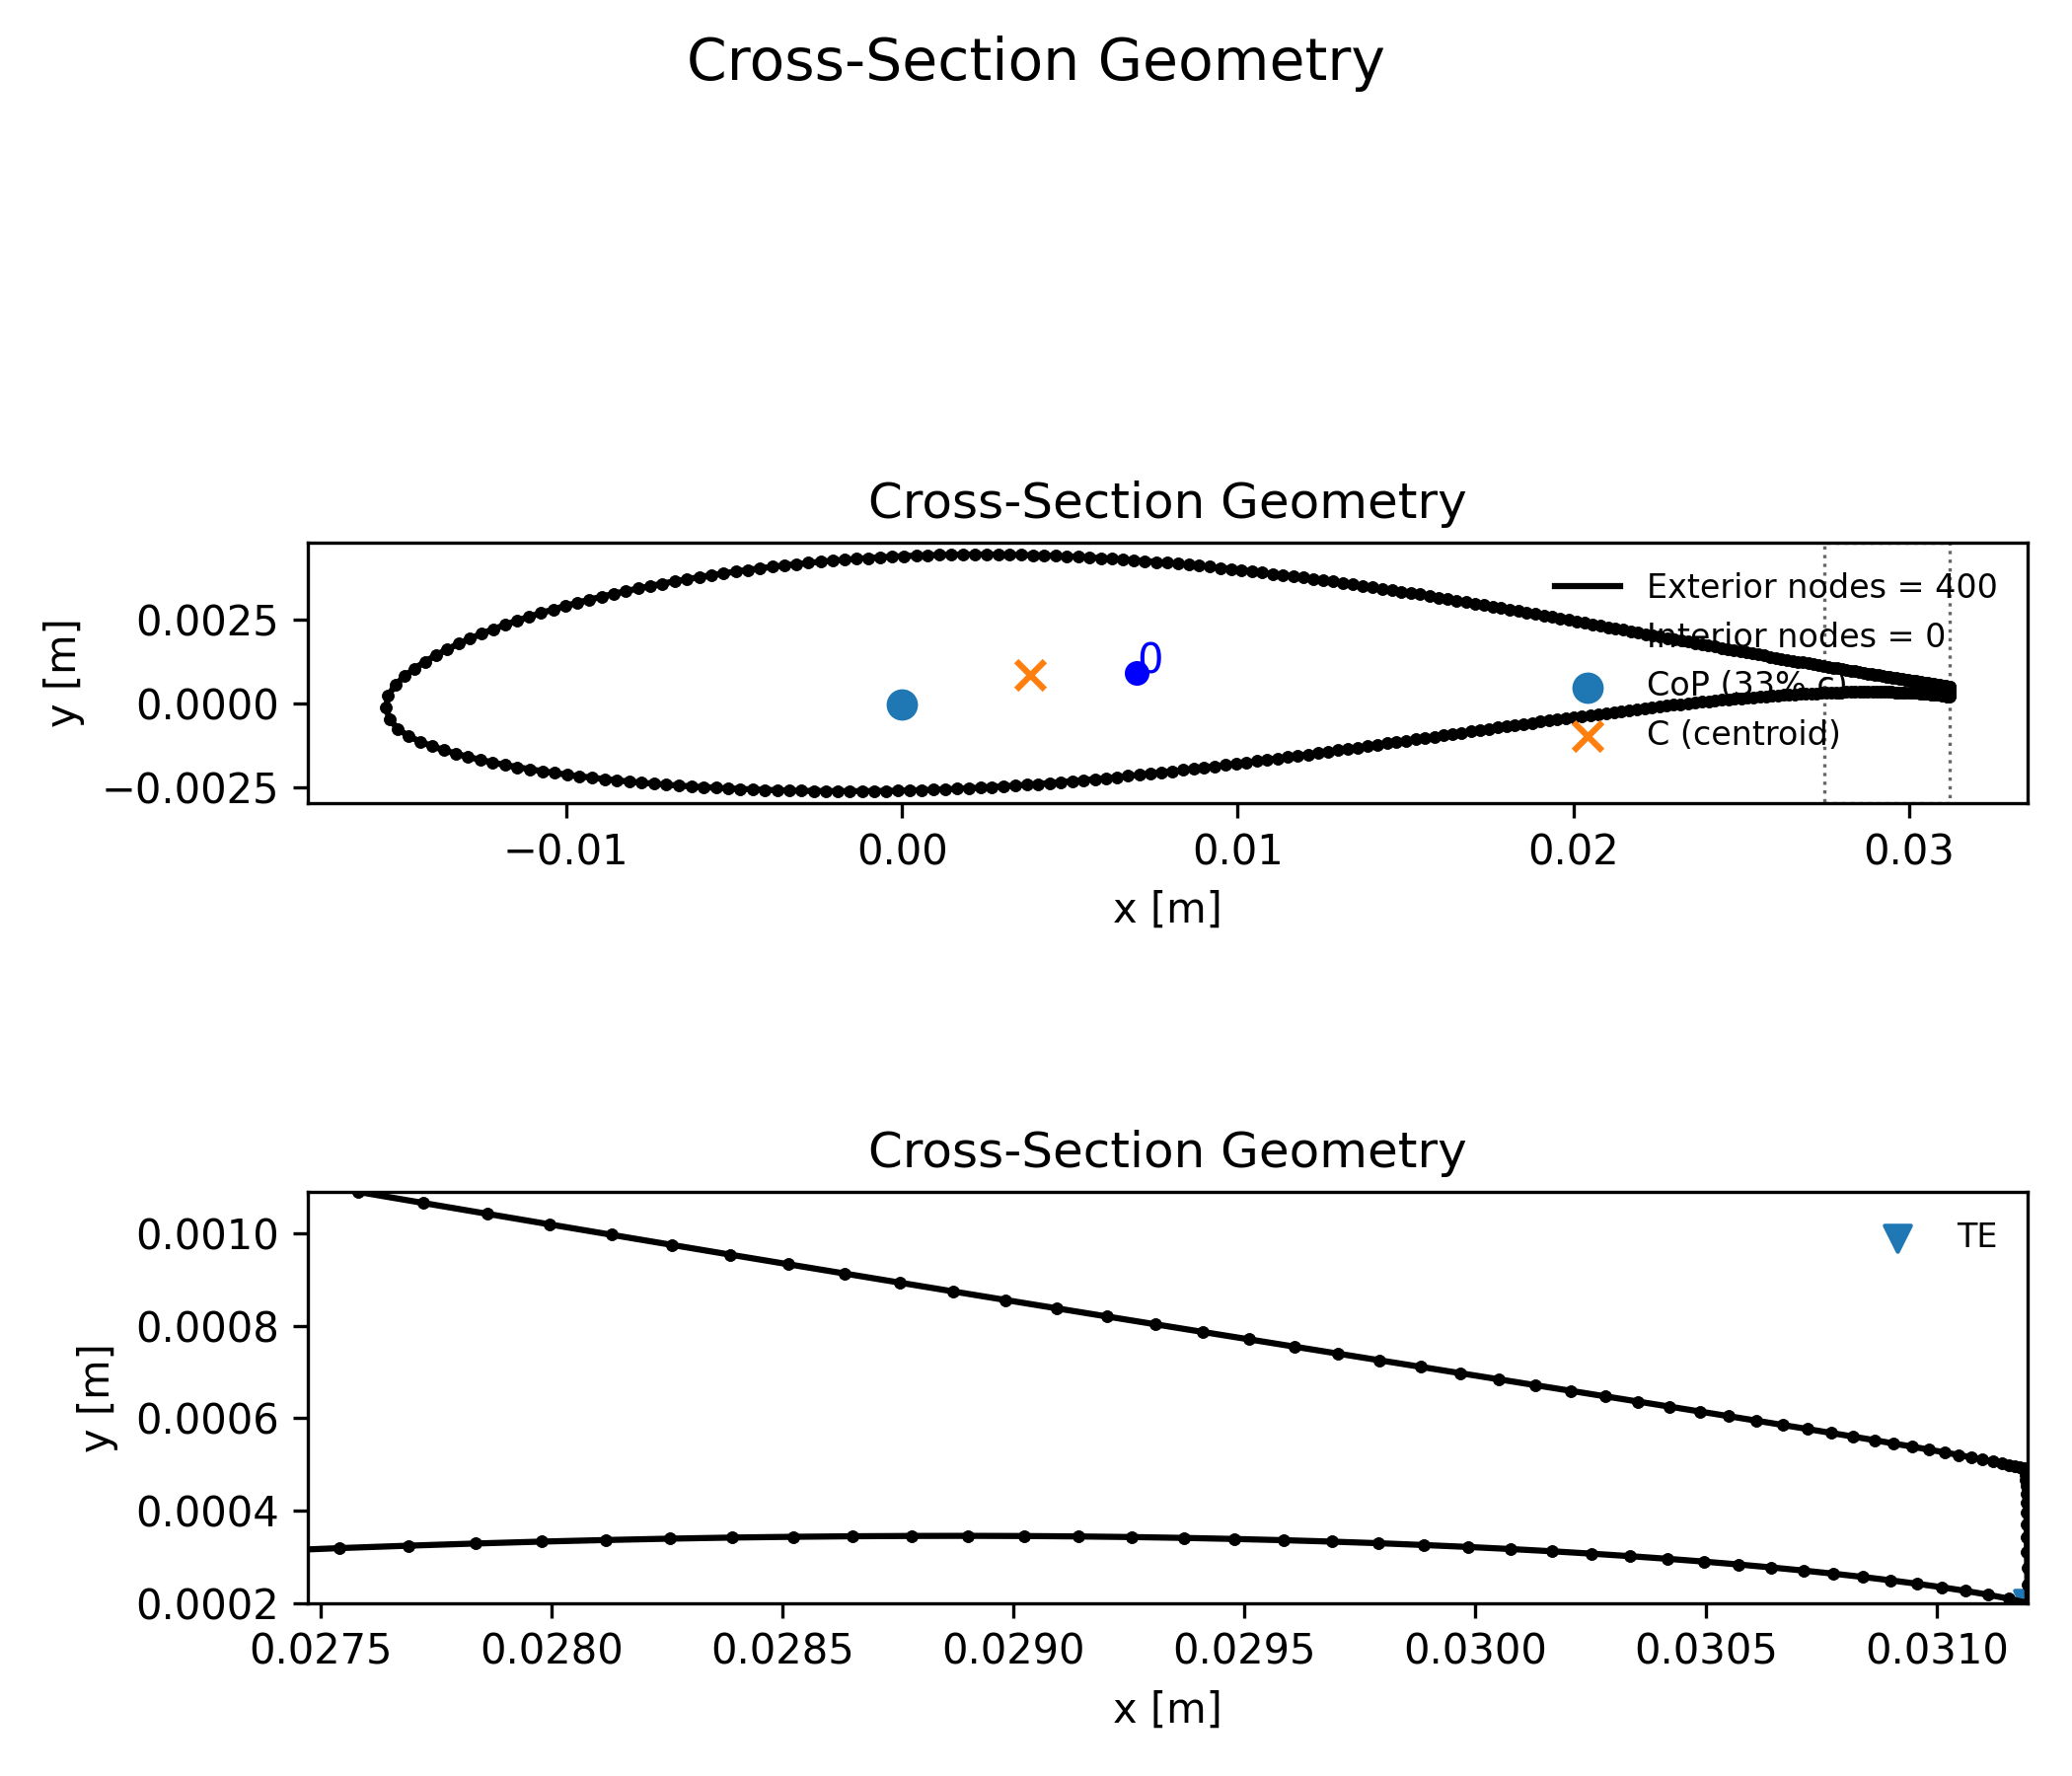 Cross-Section Geometry
Cross-Section Geometry
y [m]
0.0025
0.0000
−0.0025
0
Exterior nodes = 400
Interior nodes = 0
CoP (33% c)
C (centroid)
−0.01 0.00 0.01 0.02 0.03
x [m]
Cross-Section Geometry
y [m]
0.0010
0.0008
0.0006
0.0004
0.0002
TE
0.0275 0.0280 0.0285 0.0290 0.0295 0.0300 0.0305 0.0310
x [m]